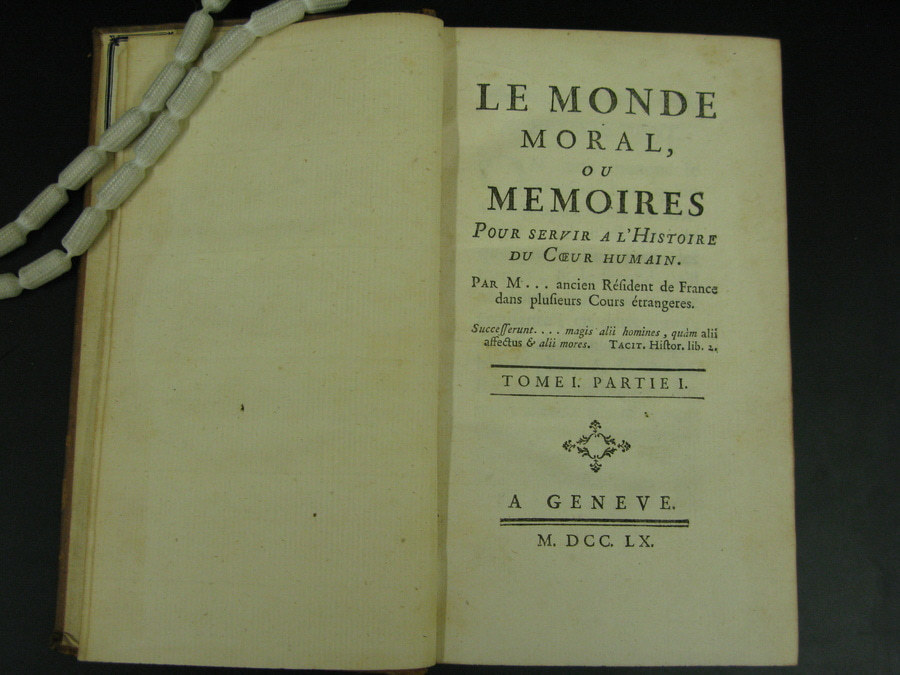 LE MONDE
MORAL,
OU
MEMOIRES
POUR SERVIR A L'HISTOIRE
DU CŒUR HUMAIN.
PAR M... ancien Réſident de France
dans pluſieurs Cours étrangeres.
Succeſſerunt.... magis alii homines, quàm alii
affectus & alii mores. TACIT. Hiſtor. lib. 2.
TOME I. PARTIE I.
A GENEVE.
M. DCC. LX.